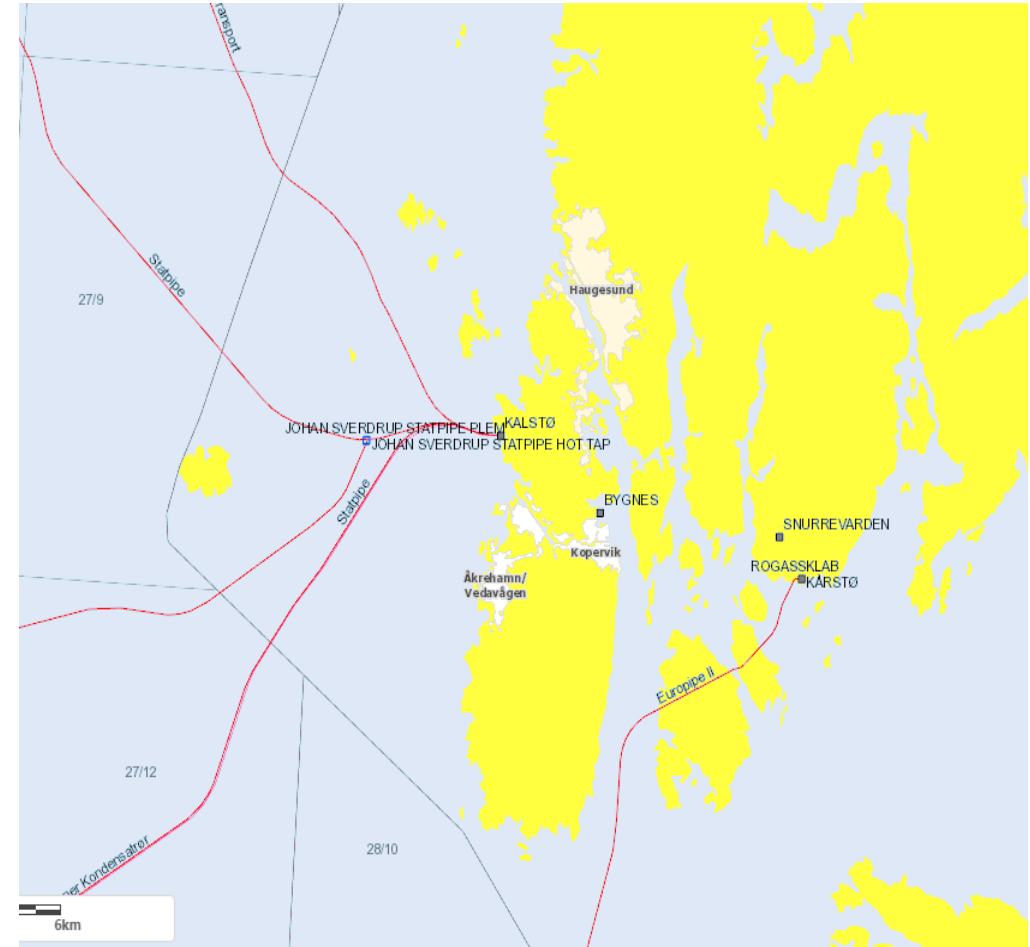 ransport
Statpipe
27/9
Haugesund
JOHAN SVERDRUP STATPIPE PLEM
KALSTØ
JOHAN SVERDRUP STATPIPE HOT TAP
Statpipe
BYGNES
SNURREVARDEN
Kopervik
ROGASSKLAB
KÅRSTØ
Åkrehamn/
Vedavågen
Europipe II
27/12
28/10
er Kondensatrør
6km